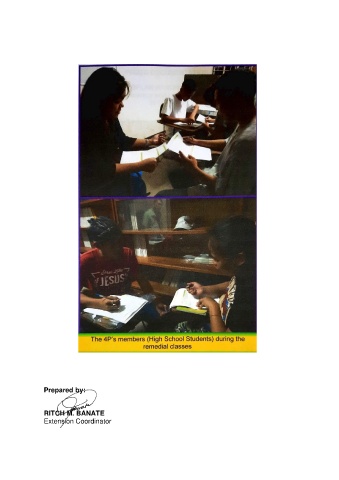 JESUS
The 4P's members (High School Students) during the
remedial classes
Prepared by:
RITCH M. BANATE
Extension Coordinator